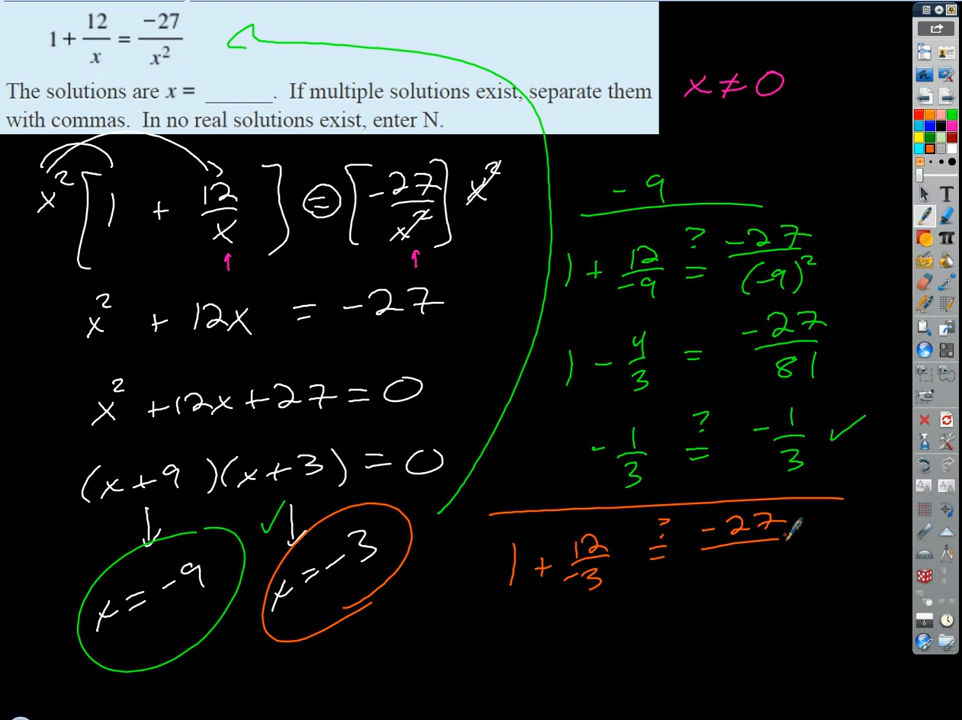 1 + 12/x = -27/x²
The solutions are x = ______. If multiple solutions exist, separate them
with commas. In no real solutions exist, enter N.
x ≠ 0
x² [ 1 + 12/x ] = [ -27/x² ] x²
x² + 12x = -27
x² + 12x + 27 = 0
(x + 9)(x + 3) = 0
x = -9 x = -3
-9
1 + 12/-9 ?= -27/(-9)²
1 - 4/3 = -27/81
-1/3 ?= -1/3 ✓
1 + 12/-3 ?= -27